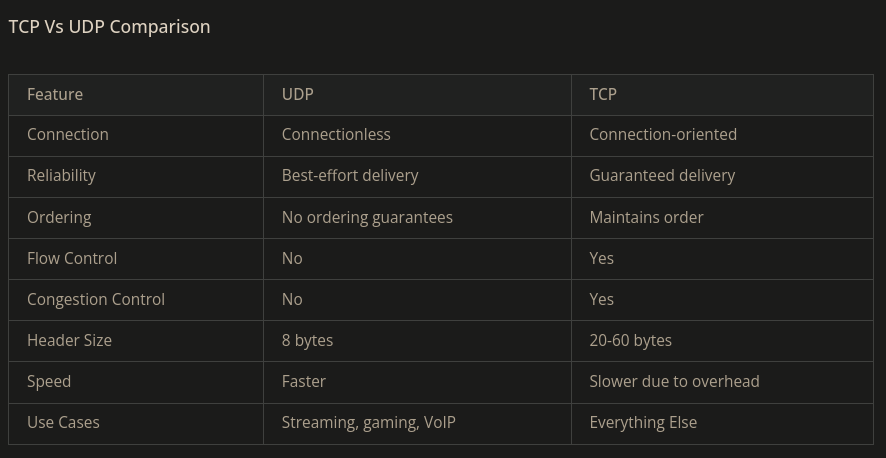 TCP Vs UDP Comparison
Feature UDP TCP
Connection Connectionless Connection-oriented
Reliability Best-effort delivery Guaranteed delivery
Ordering No ordering guarantees Maintains order
Flow Control No Yes
Congestion Control No Yes
Header Size 8 bytes 20-60 bytes
Speed Faster Slower due to overhead
Use Cases Streaming, gaming, VoIP Everything Else